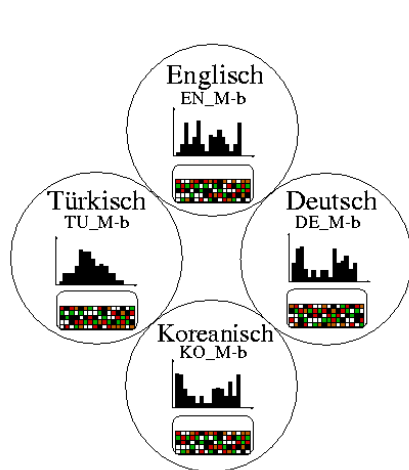 Englisch
EN_M-b
Türkisch
TU_M-b
Deutsch
DE_M-b
Koreanisch
KO_M-b